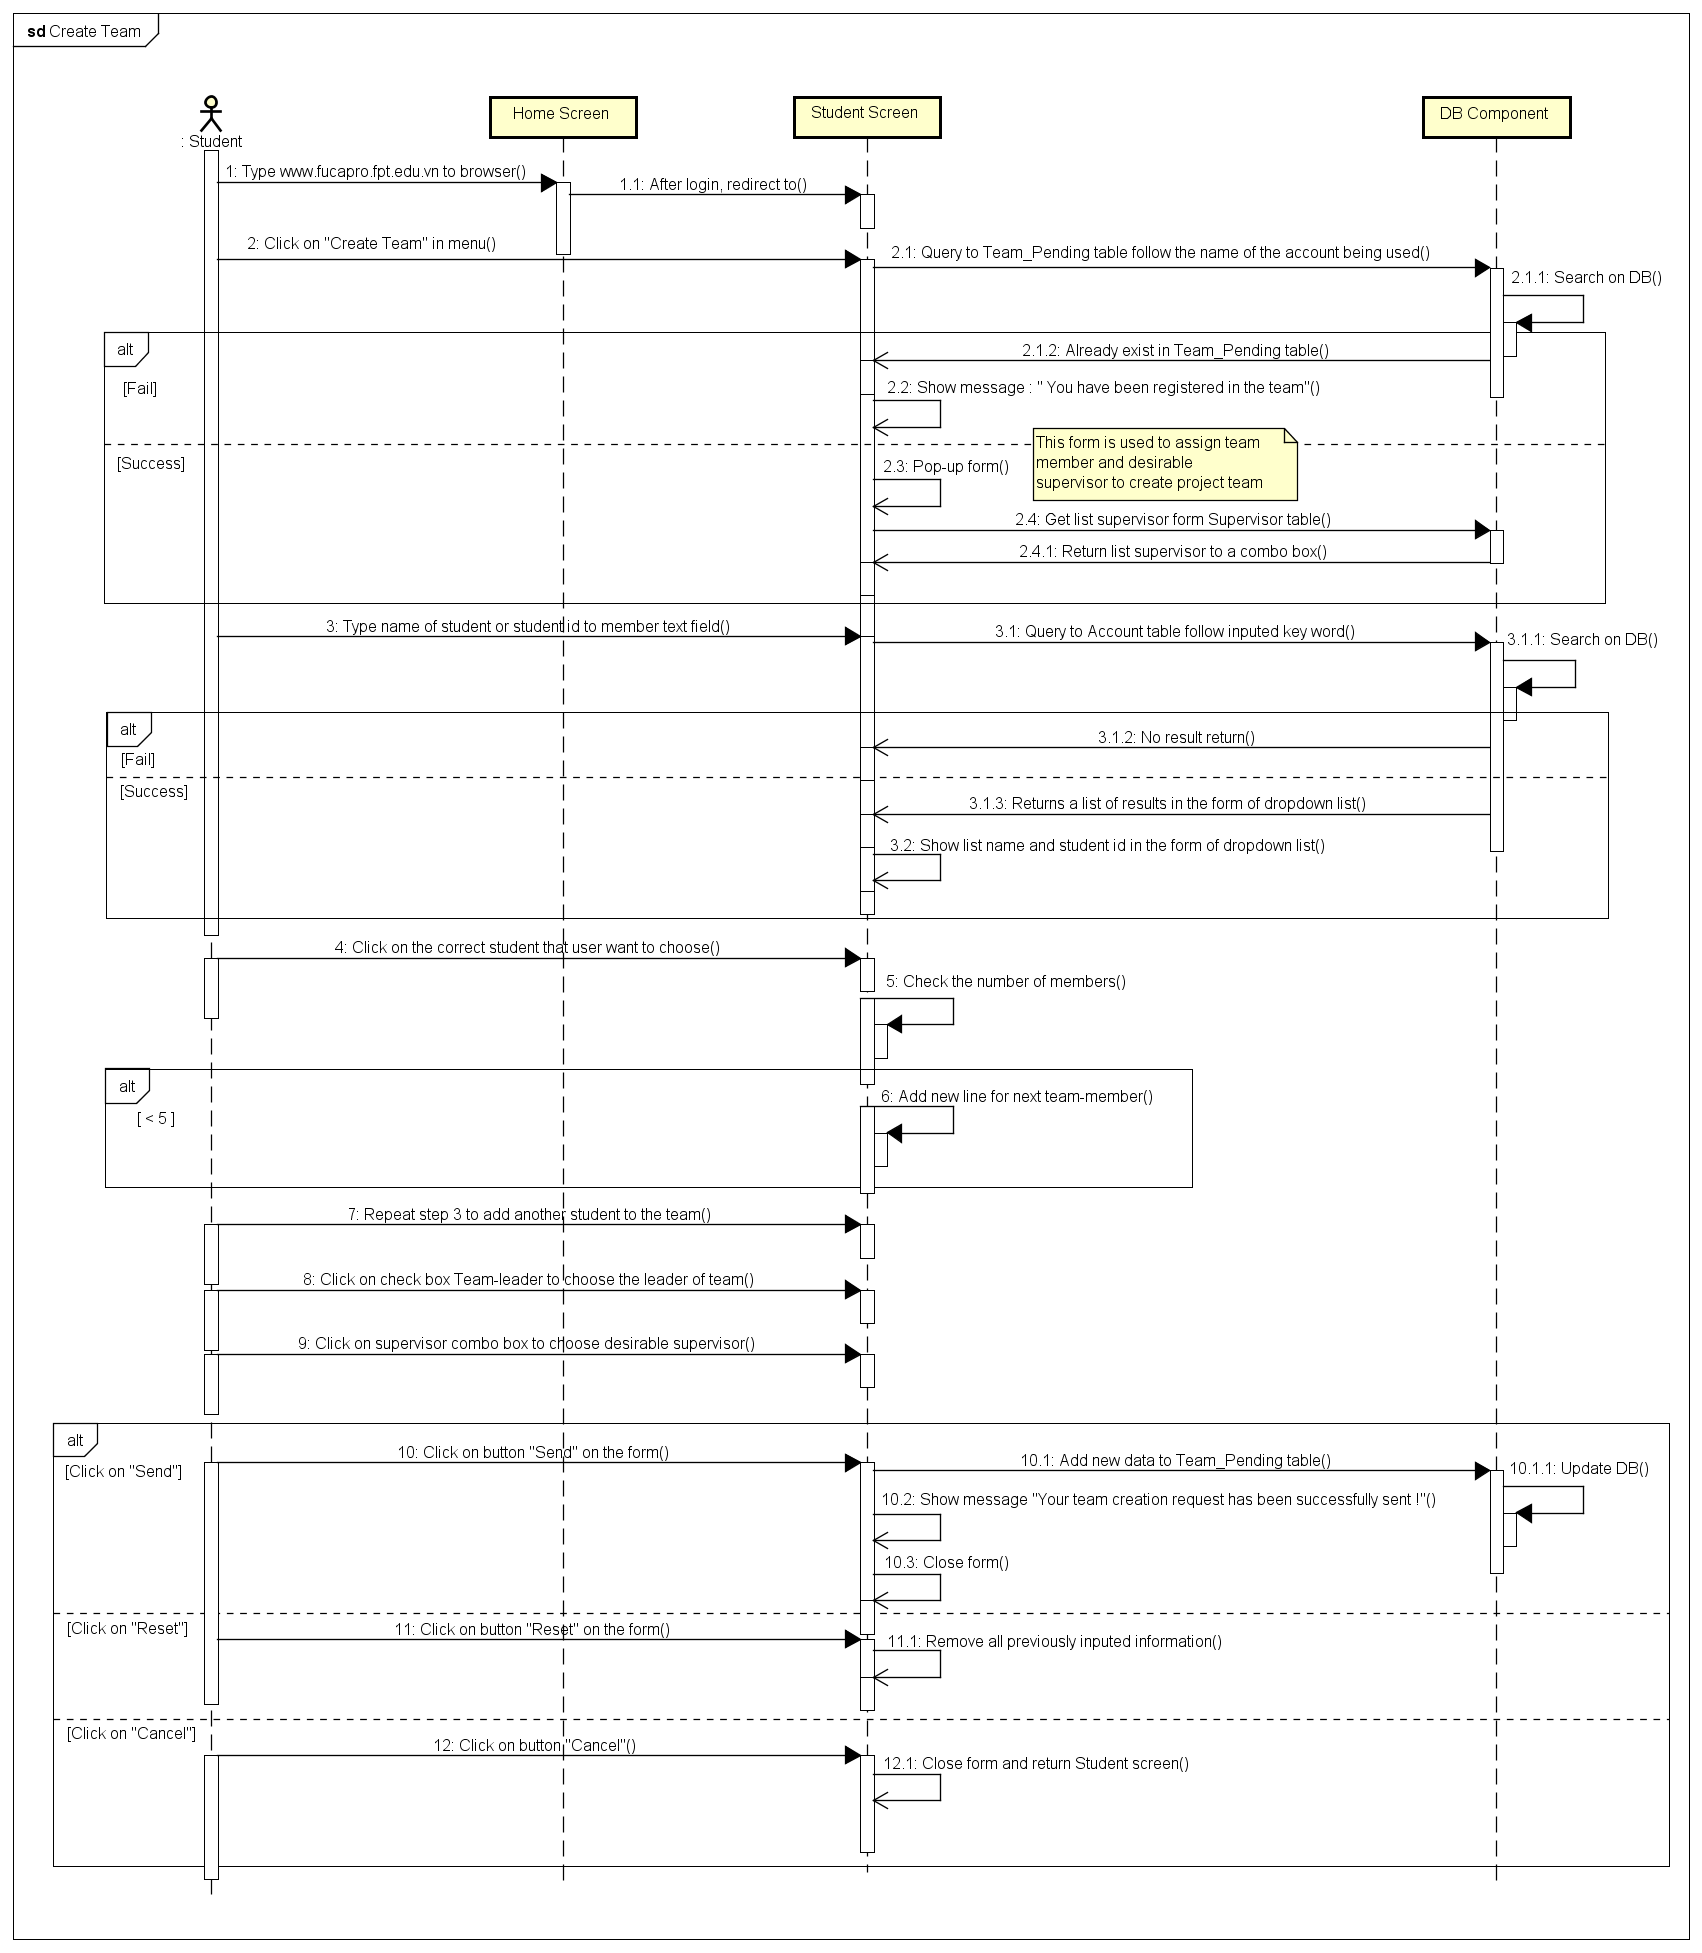 sd Create Team
: Student
Home Screen
Student Screen
DB Component
1: Type www.fucapro.fpt.edu.vn to browser()
1.1: After login, redirect to()
2: Click on "Create Team" in menu()
2.1: Query to Team_Pending table follow the name of the account being used()
2.1.1: Search on DB()
alt
2.1.2: Already exist in Team_Pending table()
[Fail]
2.2: Show message : " You have been registered in the team"()
[Success]
This form is used to assign team
member and desirable
supervisor to create project team
2.3: Pop-up form()
2.4: Get list supervisor form Supervisor table()
2.4.1: Return list supervisor to a combo box()
3: Type name of student or student id to member text field()
3.1: Query to Account table follow inputed key word()
3.1.1: Search on DB()
alt
3.1.2: No result return()
[Fail]
[Success]
3.1.3: Returns a list of results in the form of dropdown list()
3.2: Show list name and student id in the form of dropdown list()
4: Click on the correct student that user want to choose()
5: Check the number of members()
alt
6: Add new line for next team-member()
[ < 5 ]
7: Repeat step 3 to add another student to the team()
8: Click on check box Team-leader to choose the leader of team()
9: Click on supervisor combo box to choose desirable supervisor()
alt
10: Click on button "Send" on the form()
10.1: Add new data to Team_Pending table()
10.1.1: Update DB()
[Click on "Send"]
10.2: Show message "Your team creation request has been successfully sent !"()
10.3: Close form()
[Click on "Reset"]
11: Click on button "Reset" on the form()
11.1: Remove all previously inputed information()
[Click on "Cancel"]
12: Click on button "Cancel"()
12.1: Close form and return Student screen()